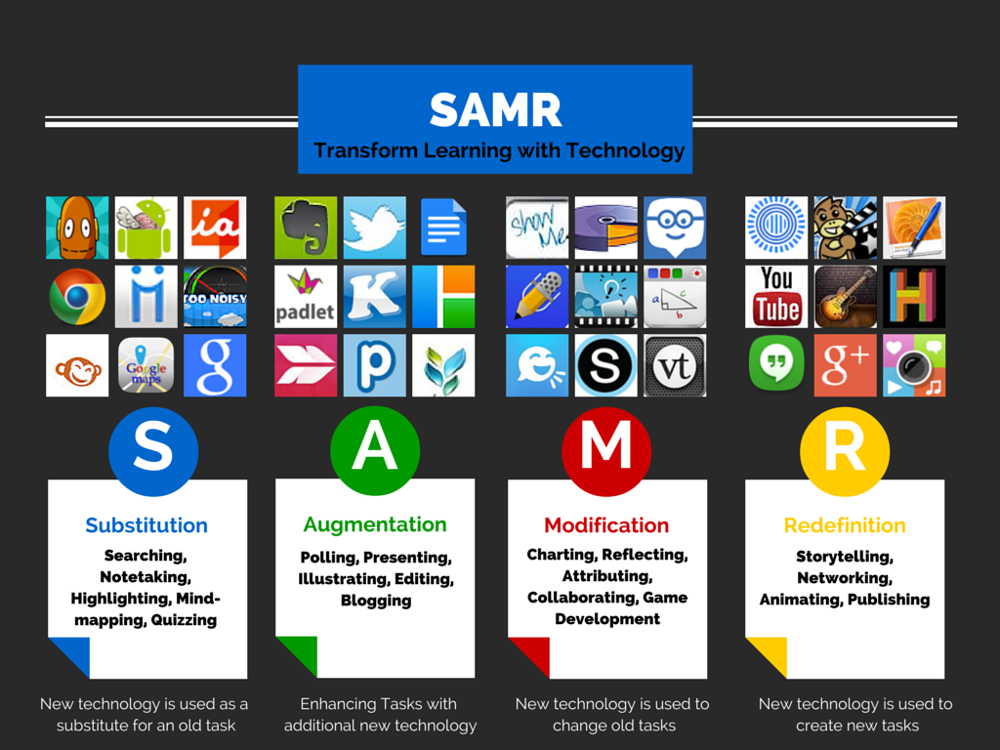 SAMR
Transform Learning with Technology
ia
TOO NOISY
Google
maps
g
padlet
K
p
Show
Me
a
c
b
S
vt
You
Tube
H
g+
S
A
M
R
Substitution
Searching,
Notetaking,
Highlighting, Mind-
mapping, Quizzing
Augmentation
Polling, Presenting,
Illustrating, Editing,
Blogging
Modification
Charting, Reflecting,
Attributing,
Collaborating, Game
Development
Redefinition
Storytelling,
Networking,
Animating, Publishing
New technology is used as a
substitute for an old task
Enhancing Tasks with
additional new technology
New technology is used to
change old tasks
New technology is used to
create new tasks